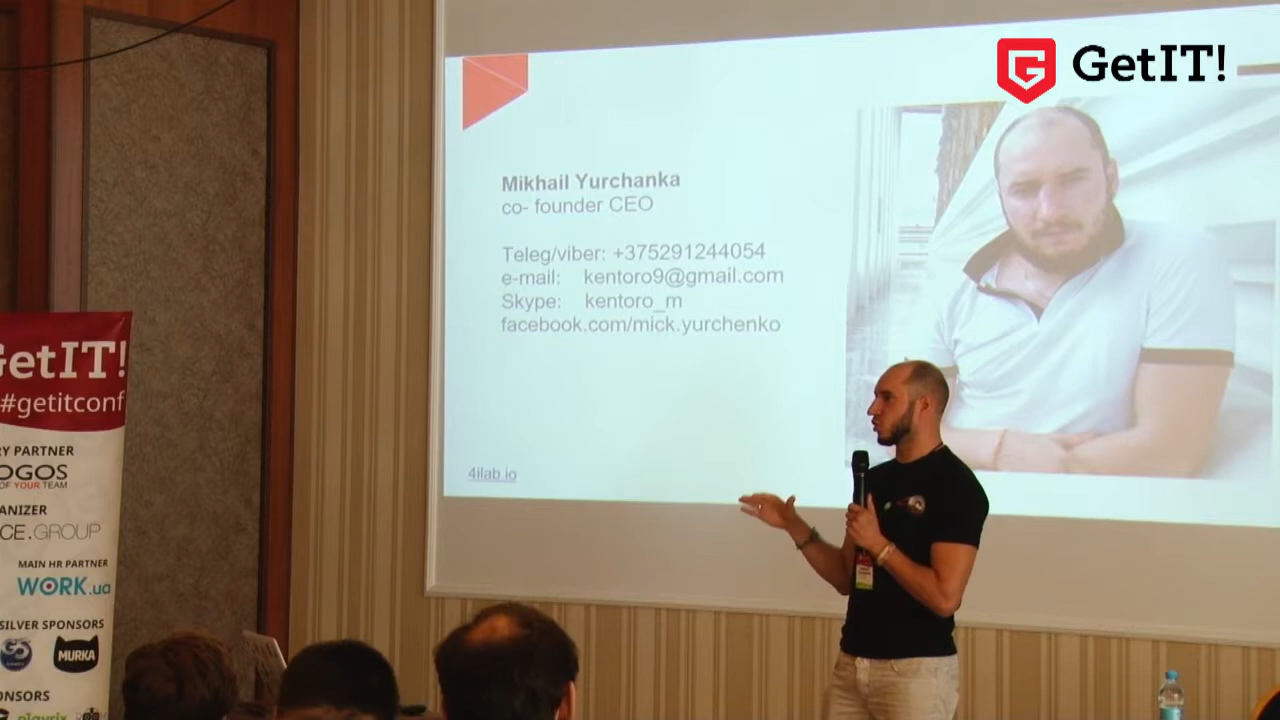 GetIT!
Mikhail Yurchanka
co- founder CEO
Teleg/viber: +375291244054
e-mail: kentoro9@gmail.com
Skype: kentoro_m
facebook.com/mick.yurchenko
4ilab.io
GetIT!
#getitconf
RY PARTNER
OGOS
OF YOUR TEAM
ANIZER
CE.GROUP
MAIN HR PARTNER
WORK.ua
SILVER SPONSORS
MURKA
ONSORS
playrix